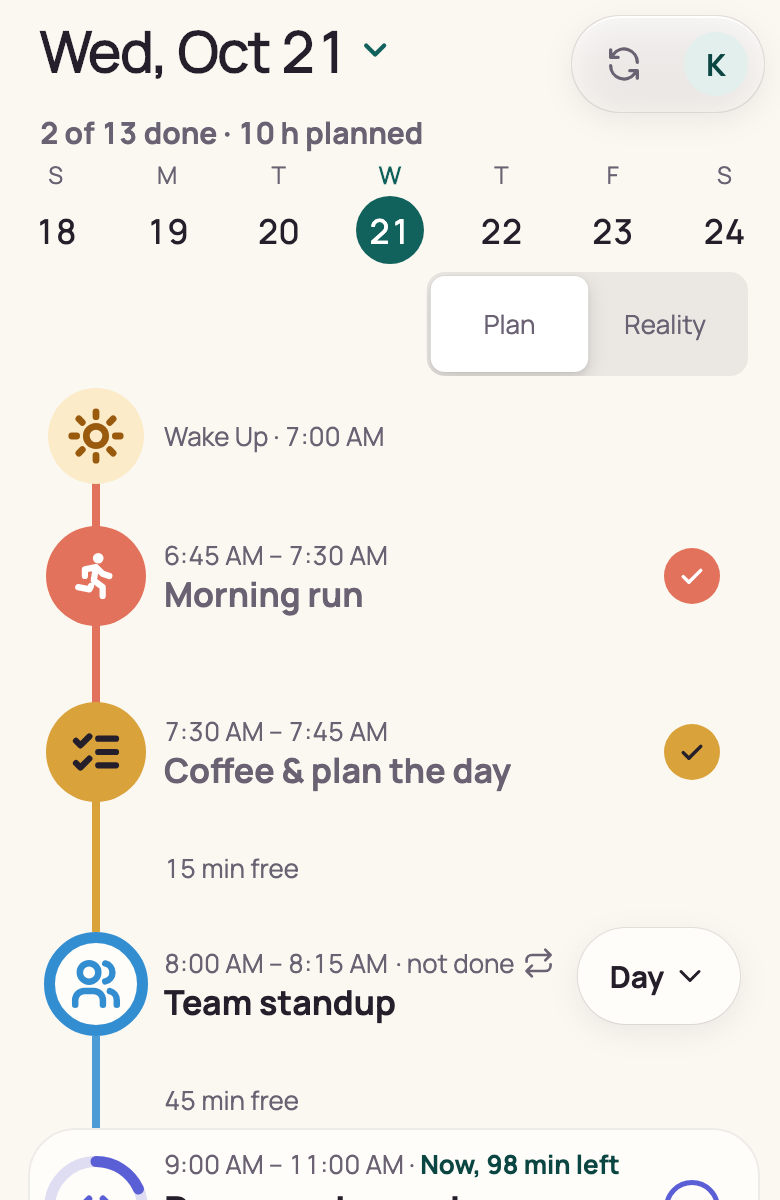 Wed, Oct 21
K
2 of 13 done · 10 h planned
S M T W T F S
18 19 20 21 22 23 24
Plan Reality
Wake Up · 7:00 AM
6:45 AM – 7:30 AM
Morning run
7:30 AM – 7:45 AM
Coffee & plan the day
15 min free
8:00 AM – 8:15 AM · not done
Team standup
Day
45 min free
9:00 AM – 11:00 AM · Now, 98 min left